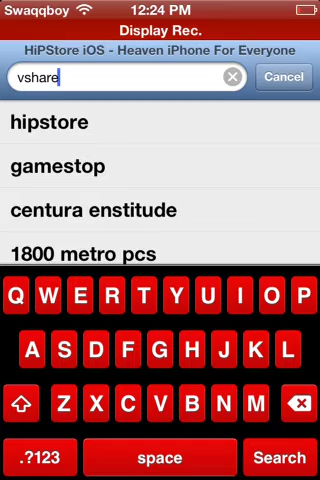 Swaqqboy 12:24 PM
Display Rec.
HiPStore iOS - Heaven iPhone For Everyone
vshare Cancel
hipstore
gamestop
centura enstitude
1800 metro pcs
Q W E R T Y U I O P
A S D F G H J K L
Z X C V B N M
.?123 space Search